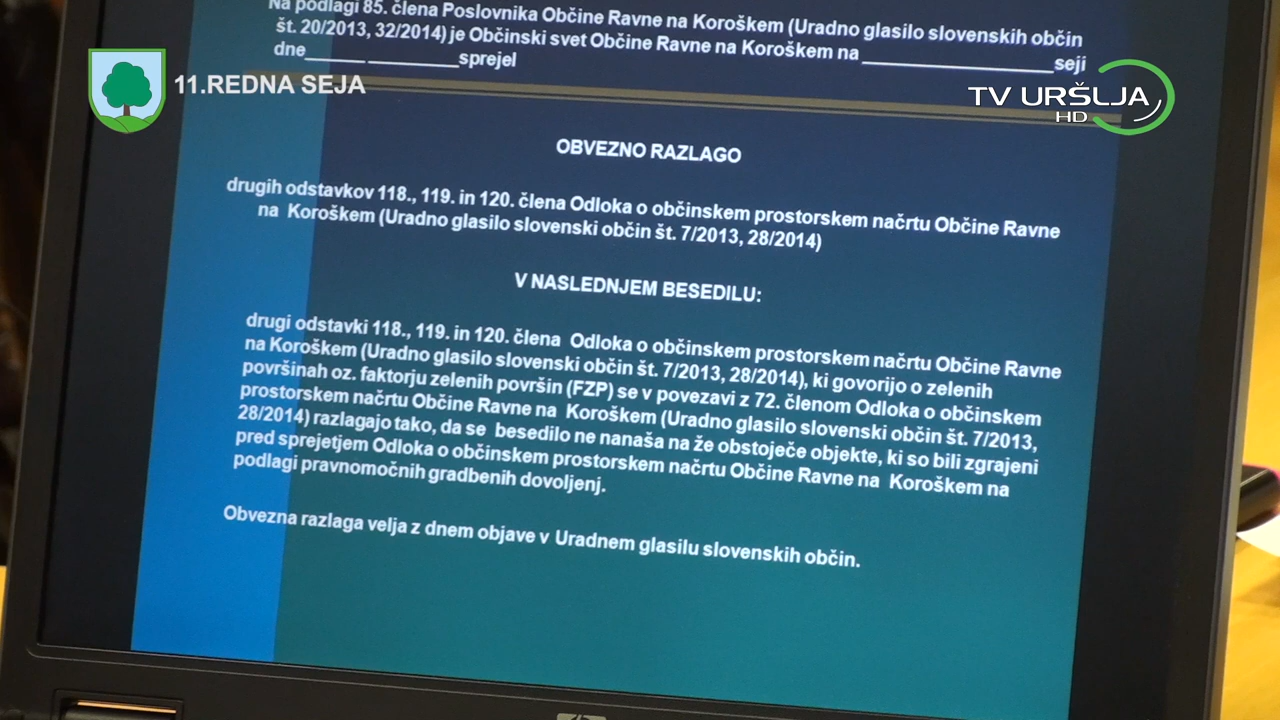 Na podlagi 85. člena Poslovnika Občine Ravne na Koroškem (Uradno glasilo slovenskih občin
št. 20/2013, 32/2014) je Občinski svet Občine Ravne na Koroškem na _________________ seji
dne______ _________sprejel
11.REDNA SEJA
TV URŠLJA
HD
OBVEZNO RAZLAGO
drugih odstavkov 118., 119. in 120. člena Odloka o občinskem prostorskem načrtu Občine Ravne
na Koroškem (Uradno glasilo slovenski občin št. 7/2013, 28/2014)
V NASLEDNJEM BESEDILU:
drugi odstavki 118., 119. in 120. člena Odloka o občinskem prostorskem načrtu Občine Ravne
na Koroškem (Uradno glasilo slovenski občin št. 7/2013, 28/2014), ki govorijo o zelenih
površinah oz. faktorju zelenih površin (FZP) se v povezavi z 72. členom Odloka o občinskem
prostorskem načrtu Občine Ravne na Koroškem (Uradno glasilo slovenski občin št. 7/2013,
28/2014) razlagajo tako, da se besedilo ne nanaša na že obstoječe objekte, ki so bili zgrajeni
pred sprejetjem Odloka o občinskem prostorskem načrtu Občine Ravne na Koroškem na
podlagi pravnomočnih gradbenih dovoljenj.
Obvezna razlaga velja z dnem objave v Uradnem glasilu slovenskih občin.